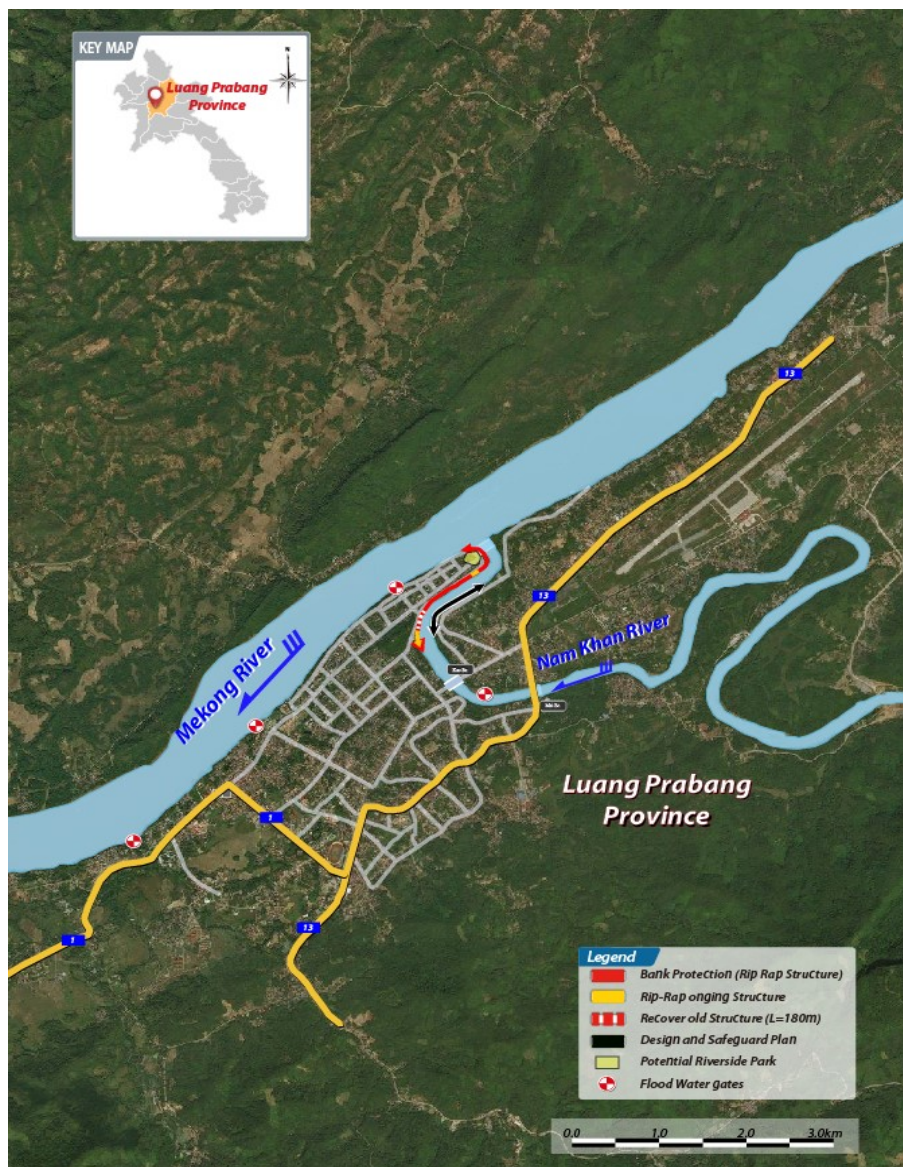 KEY MAP
N
Luang Prabang
Province
13
13
Mekong River
Nam Khan River
Luang Prabang
Province
1
1
13
Legend
Bank Protection (Rip Rap Structure)
Rip-Rap onging Structure
Recover old Structure (L=180m)
Design and Safeguard Plan
Potential Riverside Park
Flood Water gates
0.0 1.0 2.0 3.0km